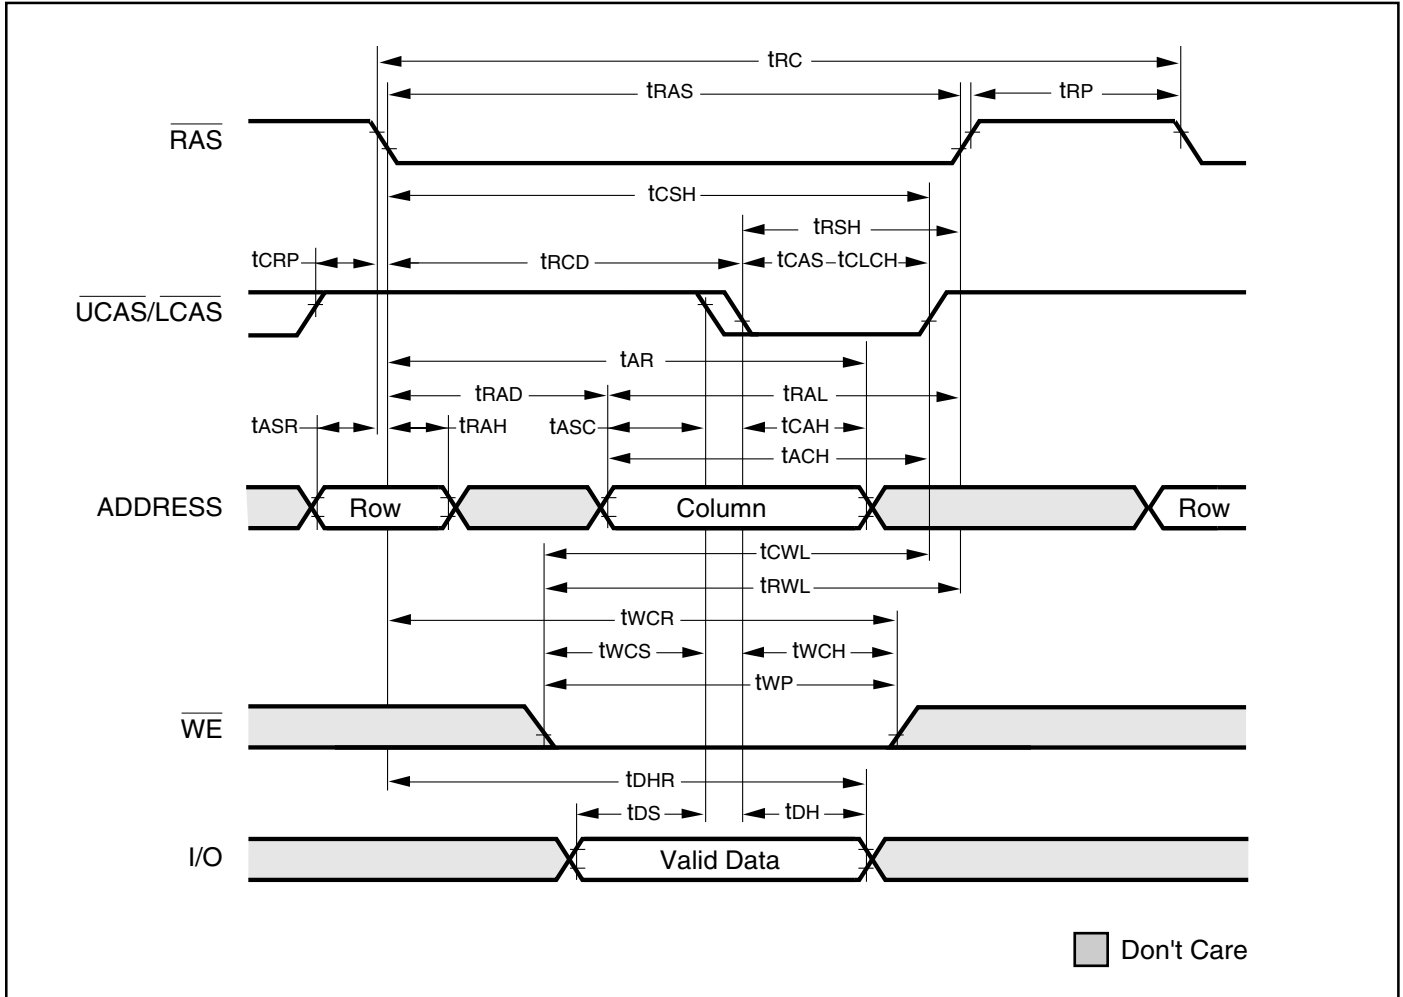 tRC
tRAS
tRP
RAS
tCSH
tRSH
tCRP
tRCD
tCAS
tCLCH
UCAS/LCAS
tAR
tRAD
tRAL
tASR
tRAH
tASC
tCAH
tACH
ADDRESS
Row
Column
Row
tCWL
tRWL
tWCR
tWCS
tWCH
tWP
WE
tDHR
tDS
tDH
I/O
Valid Data
Don't Care